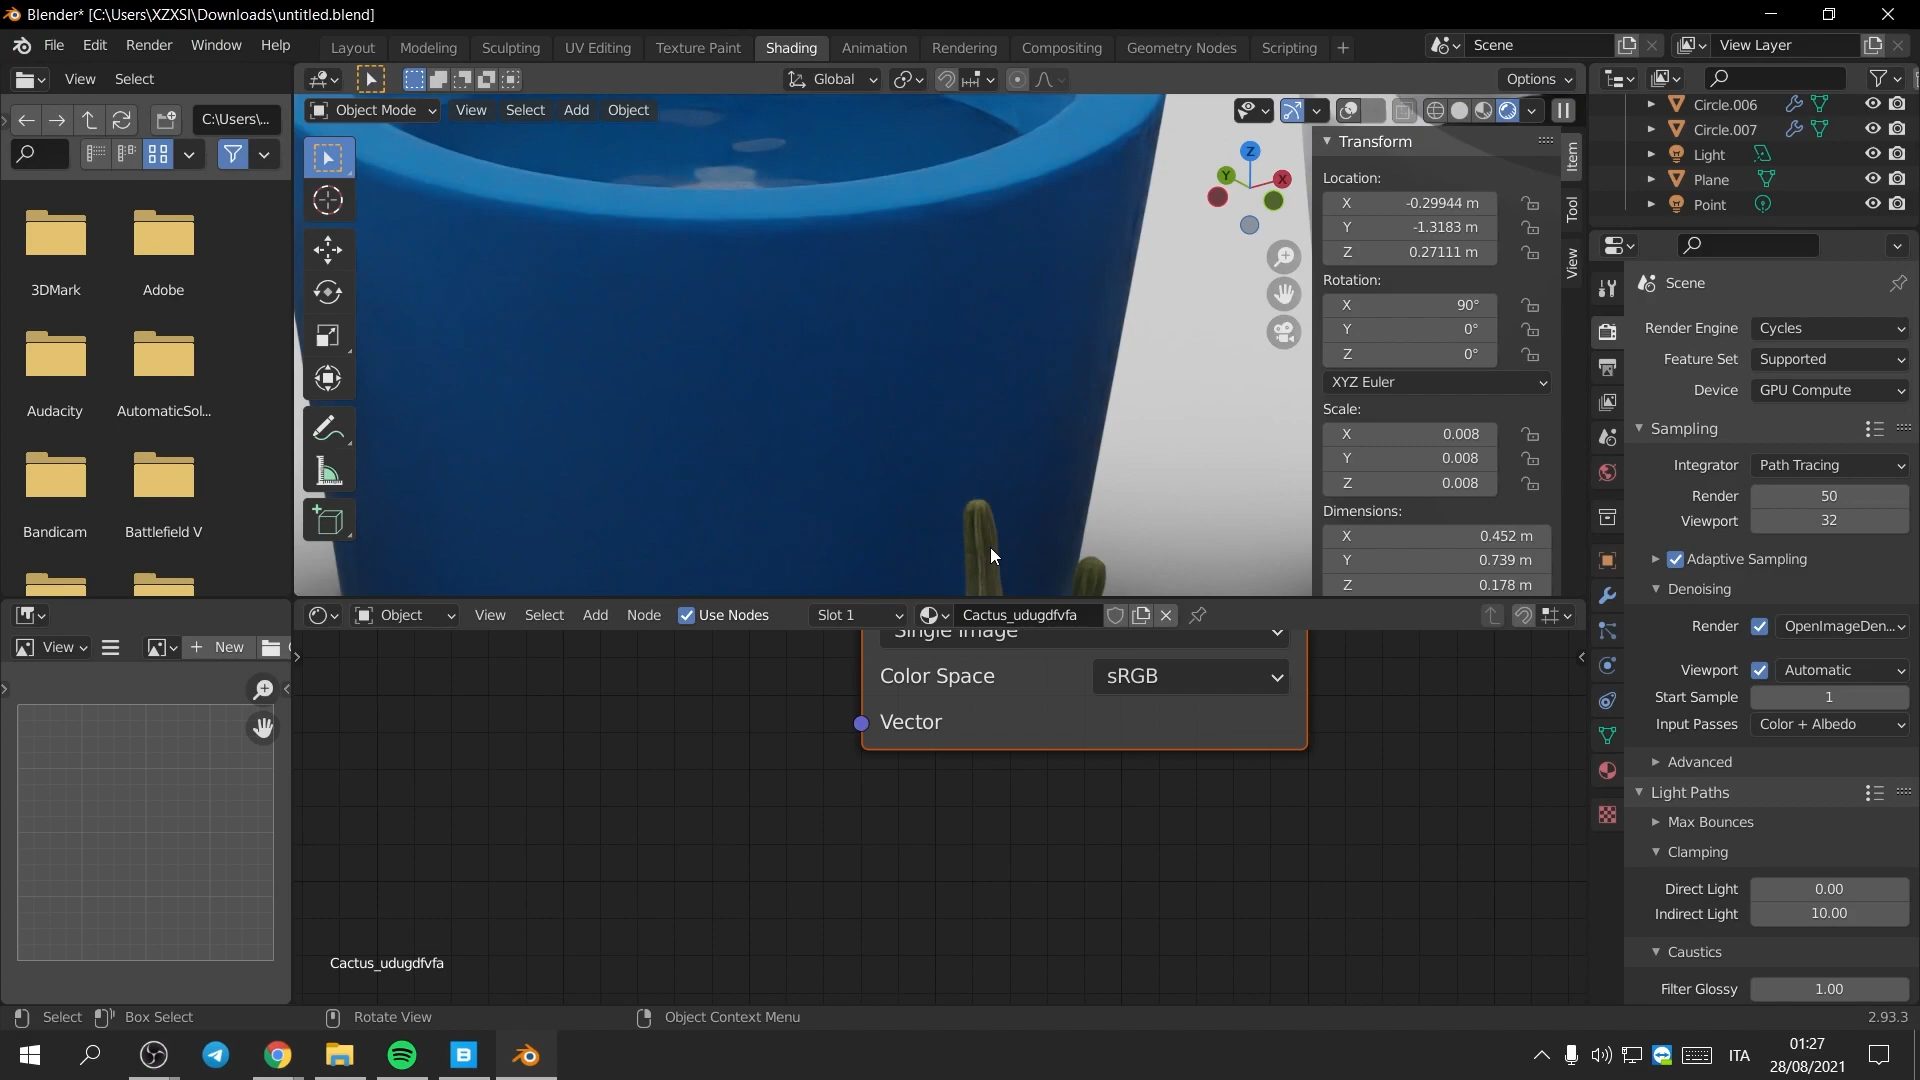 Blender* [C:\Users\XZXSI\Downloads\untitled.blend]
File Edit Render Window Help
Layout Modeling Sculpting UV Editing Texture Paint Shading Animation Rendering Compositing Geometry Nodes Scripting
Scene
View Layer
View Select
Global
Options
C:\Users\...
Object Mode View Select Add Object
3DMark
Adobe
Audacity
AutomaticSol...
Bandicam
Battlefield V
Transform
Location:
X -0.29944 m
Y -1.3183 m
Z 0.27111 m
Rotation:
X 90°
Y 0°
Z 0°
XYZ Euler
Scale:
X 0.008
Y 0.008
Z 0.008
Dimensions:
X 0.452 m
Y 0.739 m
Z 0.178 m
Item
Tool
View
Z
Y
X
Circle.006
Circle.007
Light
Plane
Point
Scene
Render Engine Cycles
Feature Set Supported
Device GPU Compute
Sampling
Integrator Path Tracing
Render 50
Viewport 32
Adaptive Sampling
Denoising
Render OpenImageDen...
Viewport Automatic
Start Sample 1
Input Passes Color + Albedo
Advanced
Light Paths
Max Bounces
Clamping
Direct Light 0.00
Indirect Light 10.00
Caustics
Filter Glossy 1.00
View
New
Object View Select Add Node Use Nodes Slot 1 Cactus_udugdfvfa
Single Image
Color Space sRGB
Vector
Cactus_udugdfvfa
Select Box Select Rotate View Object Context Menu 2.93.3
ITA
01:27
28/08/2021